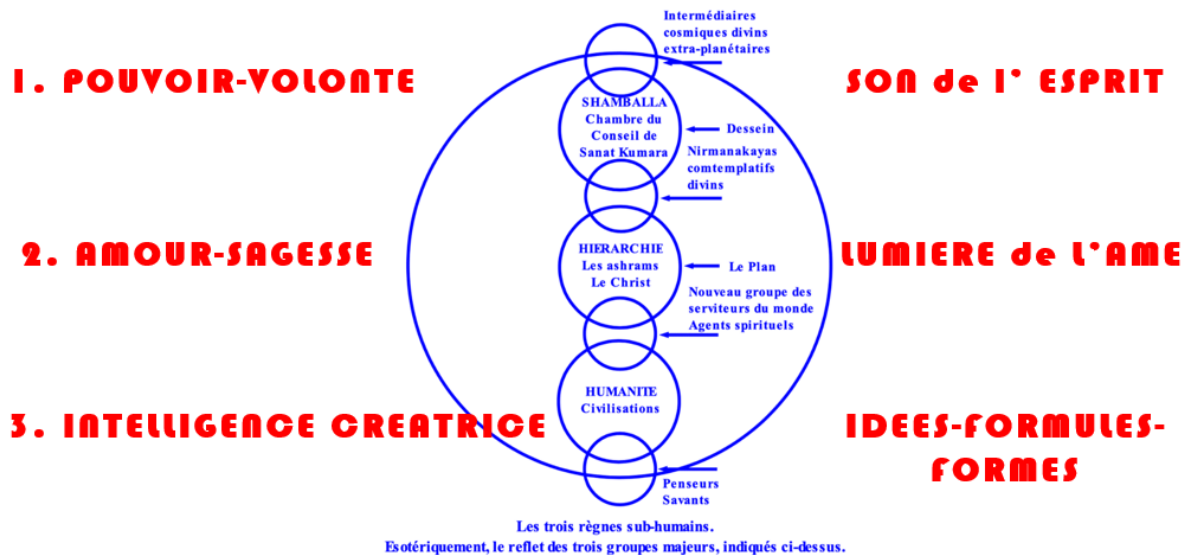 Intermédiaires
cosmiques divins
extra-planétaires
1. POUVOIR-VOLONTE
SON de l' ESPRIT
SHAMBALLA
Chambre du
Conseil de
Sanat Kumara
Dessein
Nirmanakayas
comtemplatifs
divins
2. AMOUR-SAGESSE
LUMIERE de L'AME
HIERARCHIE
Les ashrams
Le Christ
Le Plan
Nouveau groupe des
serviteurs du monde
Agents spirituels
3. INTELLIGENCE CREATRICE
HUMANITE
Civilisations
IDEES-FORMULES-
FORMES
Penseurs
Savants
Les trois règnes sub-humains.
Esotériquement, le reflet des trois groupes majeurs, indiqués ci-dessus.